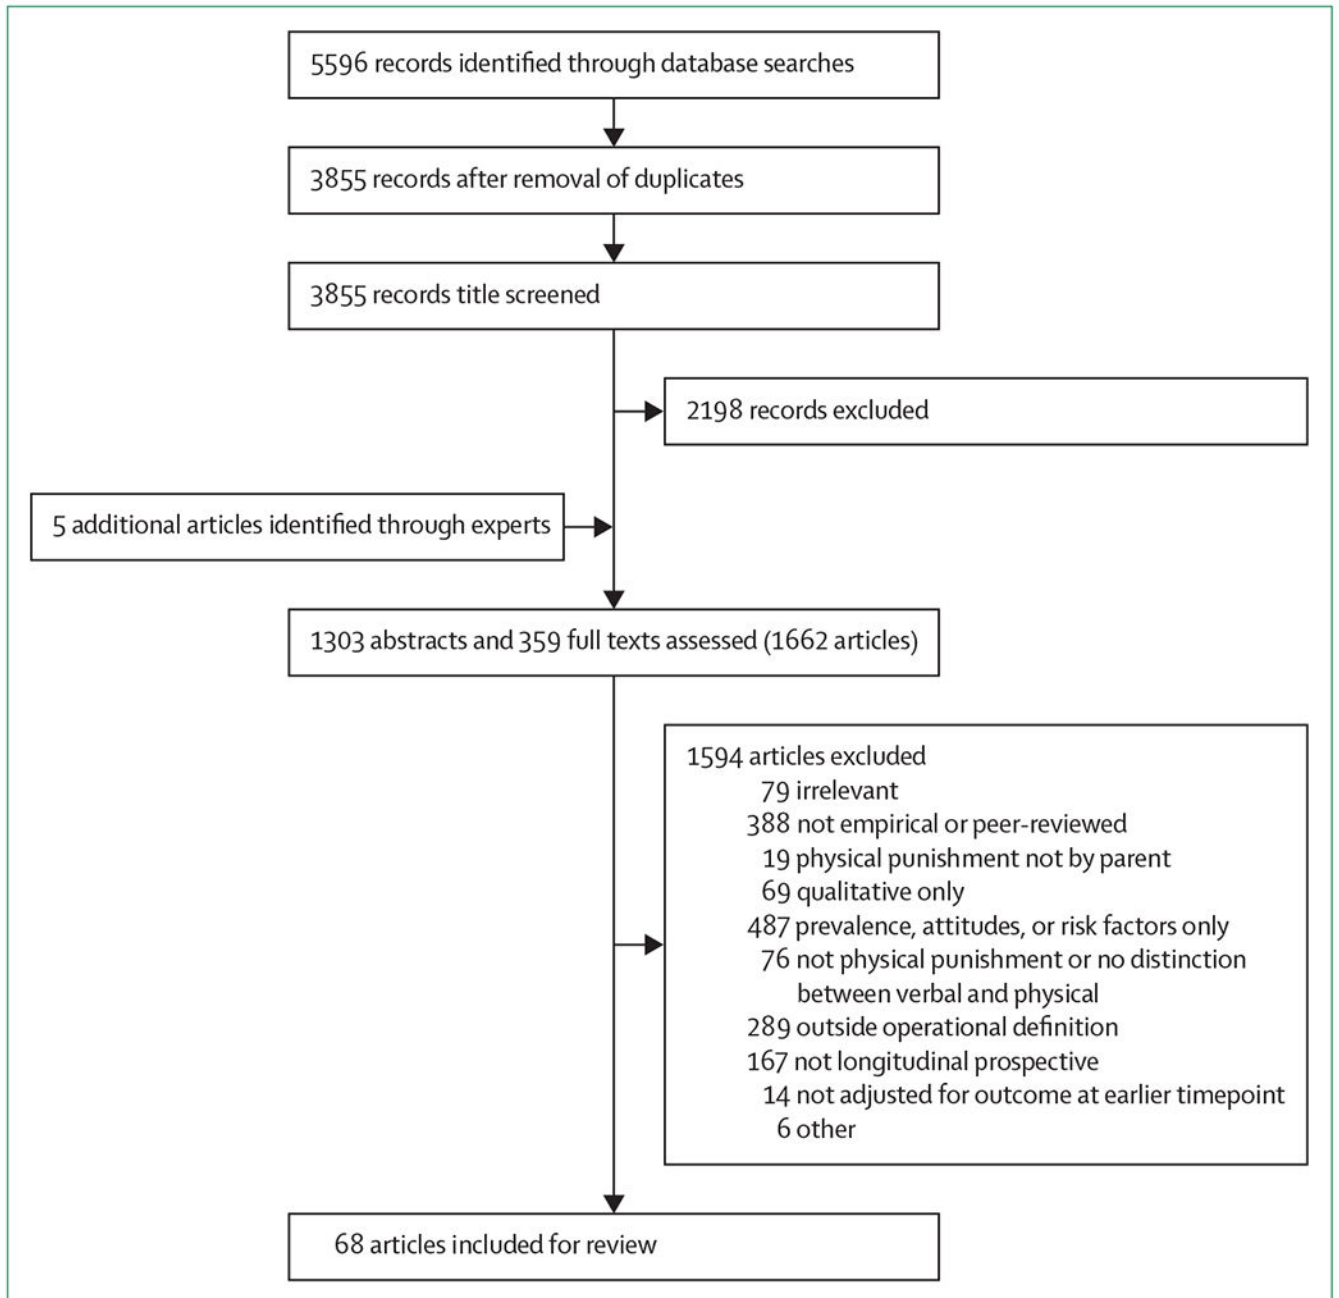 5596 records identified through database searches
3855 records after removal of duplicates
3855 records title screened
2198 records excluded
5 additional articles identified through experts
1303 abstracts and 359 full texts assessed (1662 articles)
1594 articles excluded
79 irrelevant
388 not empirical or peer-reviewed
19 physical punishment not by parent
69 qualitative only
487 prevalence, attitudes, or risk factors only
76 not physical punishment or no distinction
between verbal and physical
289 outside operational definition
167 not longitudinal prospective
14 not adjusted for outcome at earlier timepoint
6 other
68 articles included for review